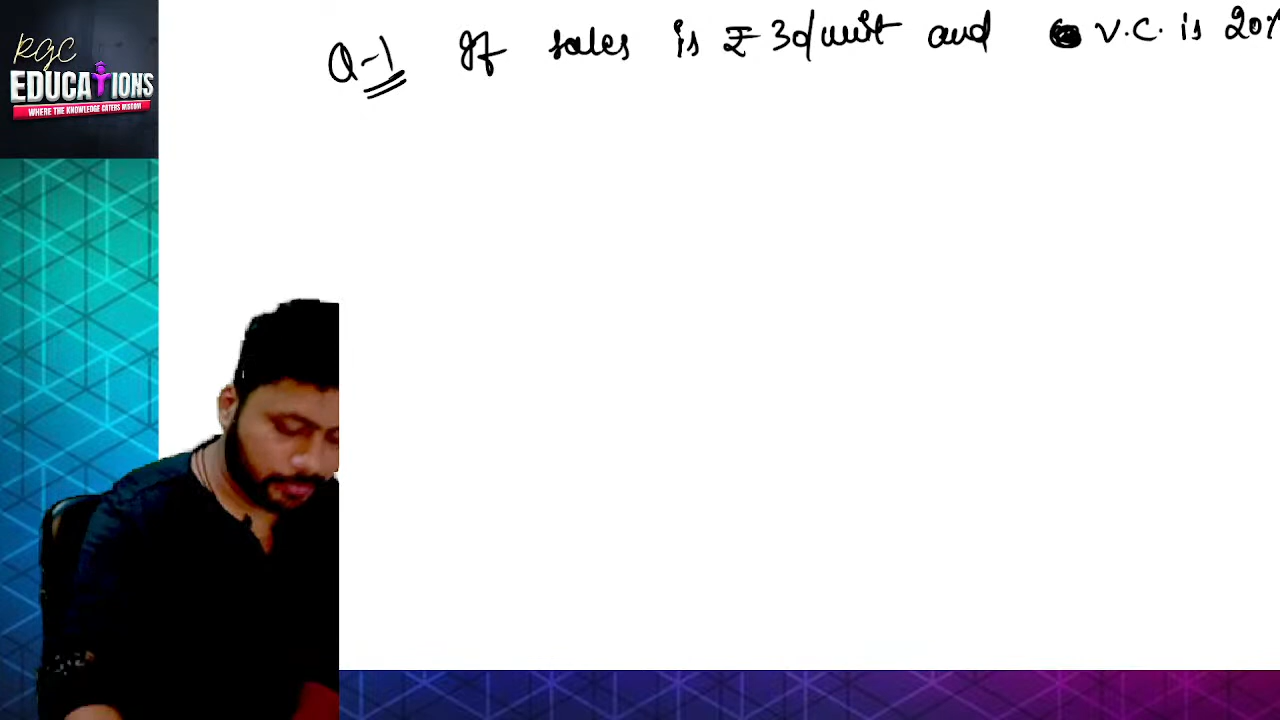 RGC
EDUCATIONS
WHERE THE KNOWLEDGE CATERS WISDOM
Q-1 If sales is ₹ 30/unit and V.C. is 20%